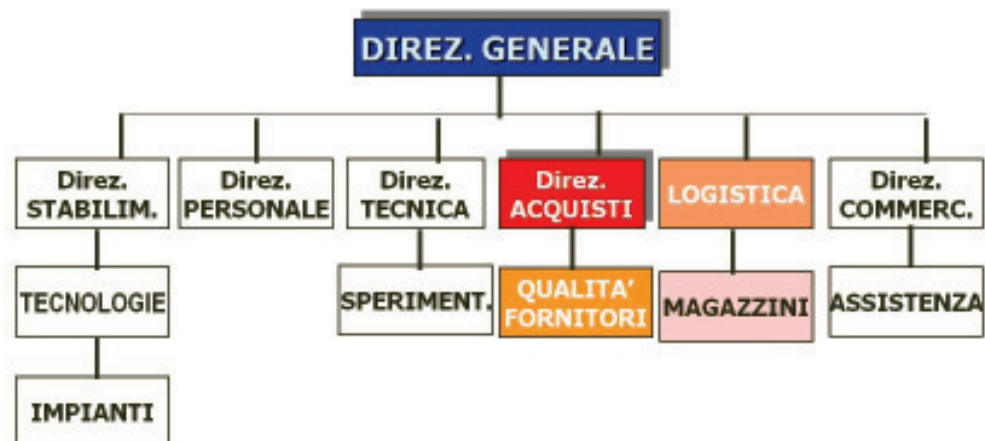 DIREZ. GENERALE
Direz.
STABILIM.
Direz.
PERSONALE
Direz.
TECNICA
Direz.
ACQUISTI
LOGISTICA
Direz.
COMMERC.
TECNOLOGIE
SPERIMENT.
QUALITA’
FORNITORI
MAGAZZINI
ASSISTENZA
IMPIANTI